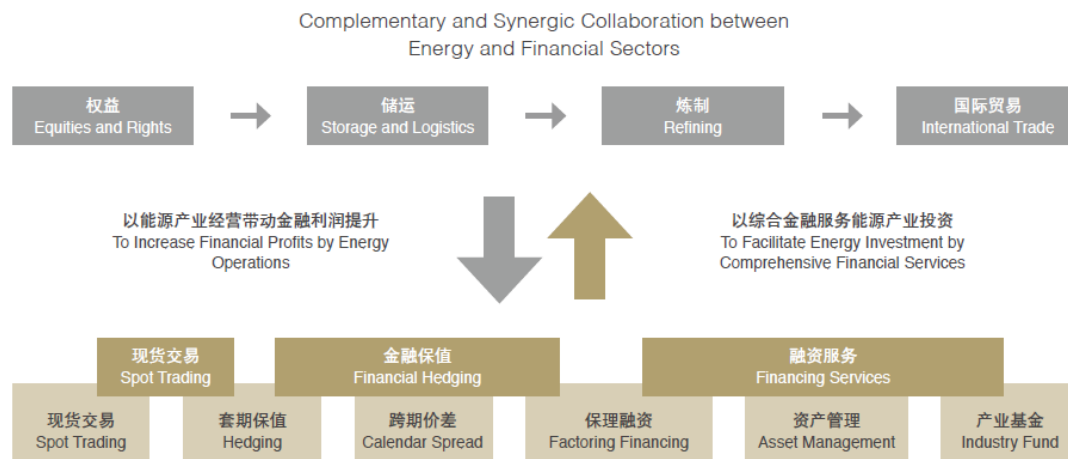 Complementary and Synergic Collaboration between
Energy and Financial Sectors
权益
Equities and Rights
储运
Storage and Logistics
炼制
Refining
国际贸易
International Trade
以能源产业经营带动金融利润提升
To Increase Financial Profits by Energy
Operations
以综合金融服务能源产业投资
To Facilitate Energy Investment by
Comprehensive Financial Services
现货交易
Spot Trading
金融保值
Financial Hedging
融资服务
Financing Services
现货交易
Spot Trading
套期保值
Hedging
跨期价差
Calendar Spread
保理融资
Factoring Financing
资产管理
Asset Management
产业基金
Industry Fund